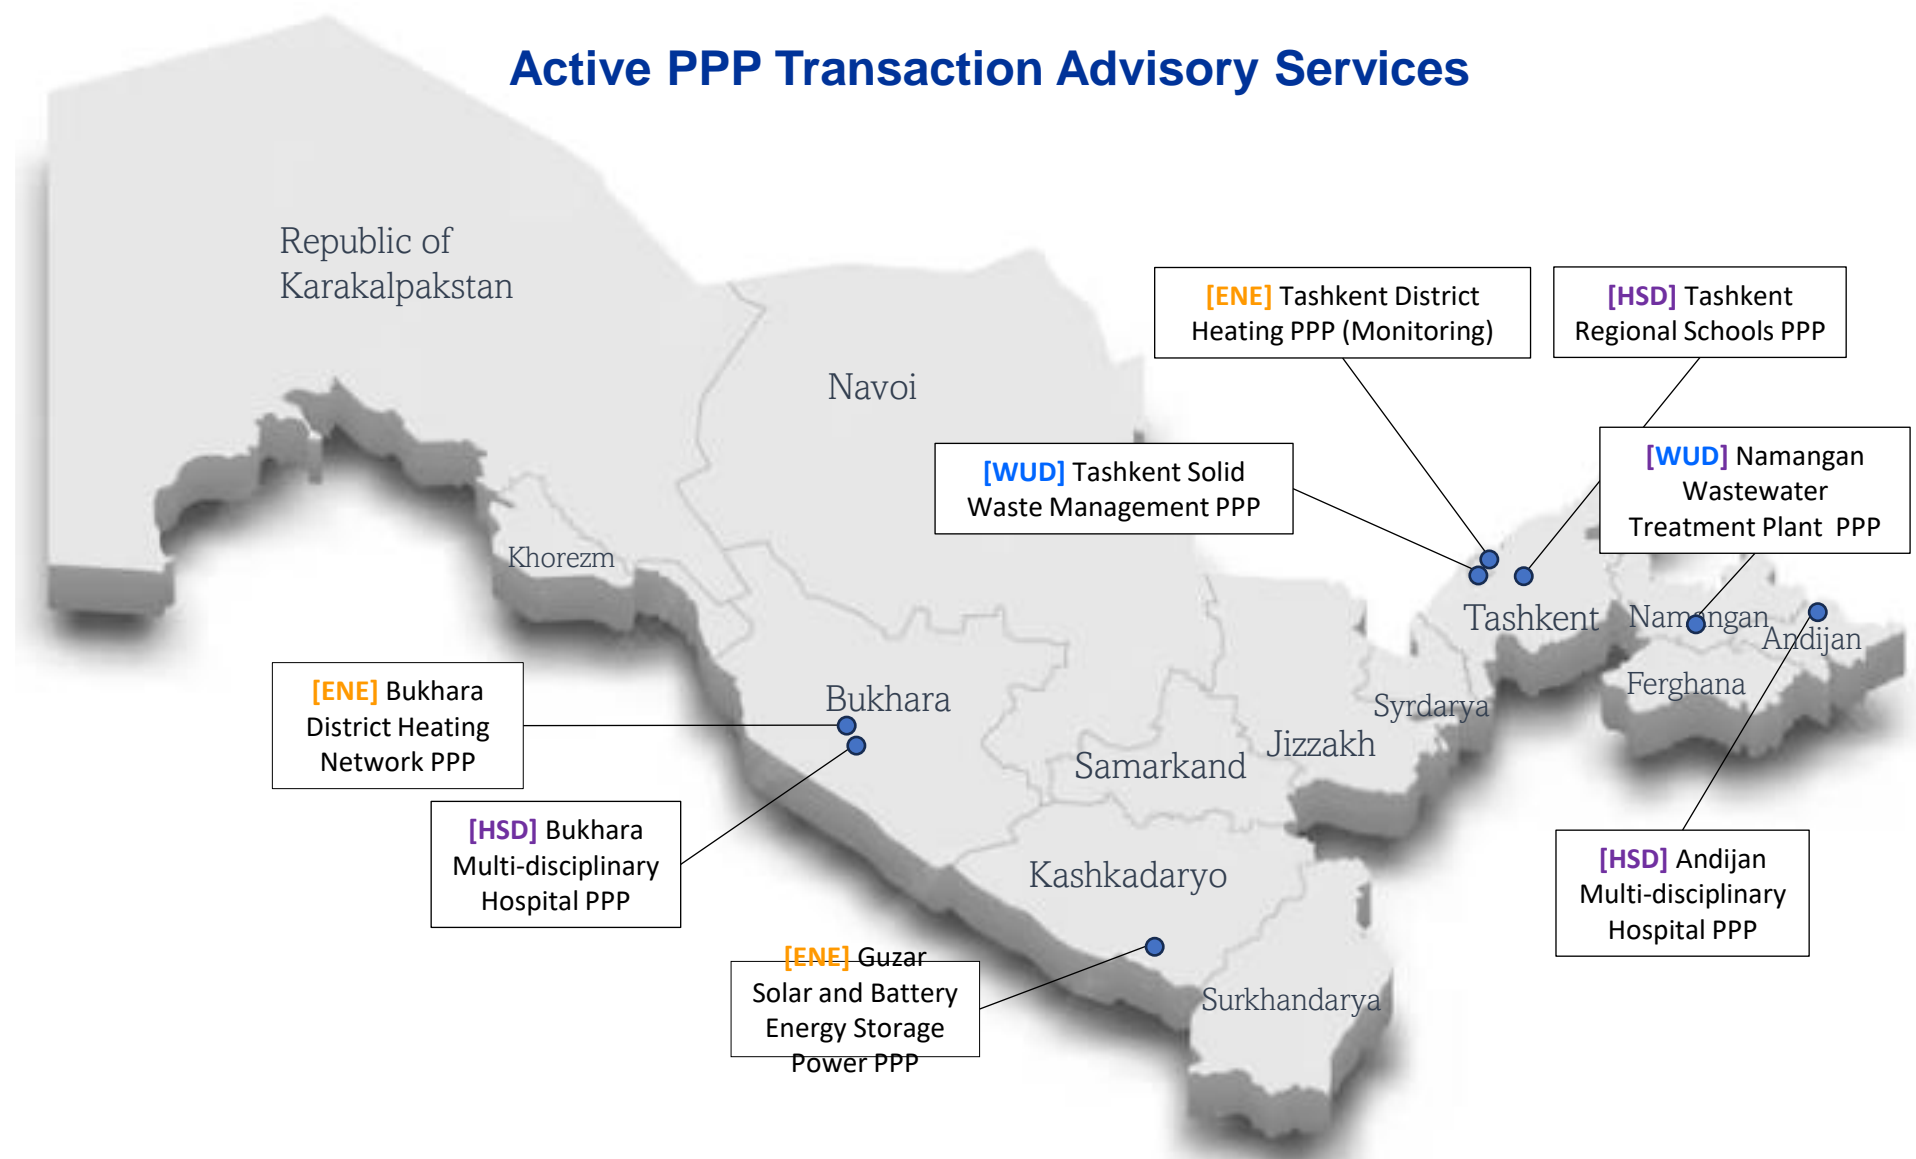 Active PPP Transaction Advisory Services
Republic of
Karakalpakstan
Navoi
[ENE] Tashkent District
Heating PPP (Monitoring)
[HSD] Tashkent
Regional Schools PPP
[WUD] Tashkent Solid
Waste Management PPP
[WUD] Namangan
Wastewater
Treatment Plant  PPP
Khorezm
Tashkent
Namangan
Andijan
Ferghana
Syrdarya
Bukhara
Jizzakh
Samarkand
[ENE] Bukhara
District Heating
Network PPP
[HSD] Bukhara
Multi-disciplinary
Hospital PPP
Kashkadaryo
[HSD] Andijan
Multi-disciplinary
Hospital PPP
[ENE] Guzar
Solar and Battery
Energy Storage
Power PPP
Surkhandarya